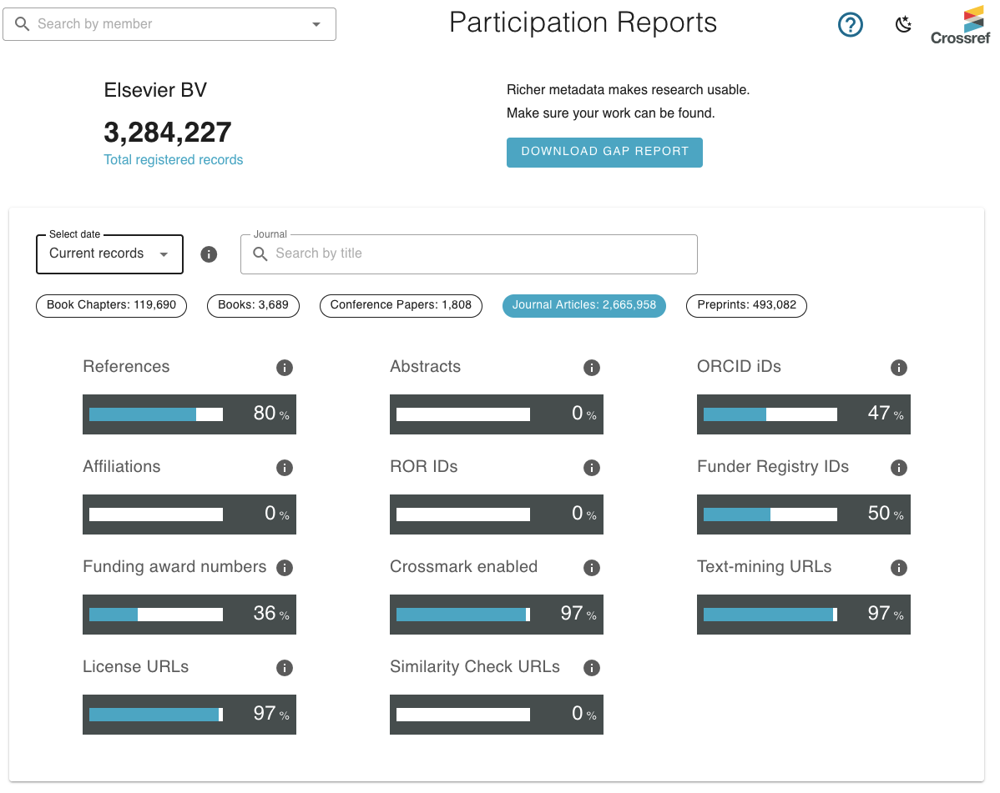 Search by member
Participation Reports
?
Crossref
Elsevier BV
3,284,227
Total registered records
Richer metadata makes research usable.
Make sure your work can be found.
DOWNLOAD GAP REPORT
Select date
Current records
i
Journal
Search by title
Book Chapters: 119,690
Books: 3,689
Conference Papers: 1,808
Journal Articles: 2,665,958
Preprints: 493,082
References i
80 %
Abstracts i
0 %
ORCID iDs i
47 %
Affiliations i
0 %
ROR IDs i
0 %
Funder Registry IDs i
50 %
Funding award numbers i
36 %
Crossmark enabled i
97 %
Text-mining URLs i
97 %
License URLs i
97 %
Similarity Check URLs i
0 %